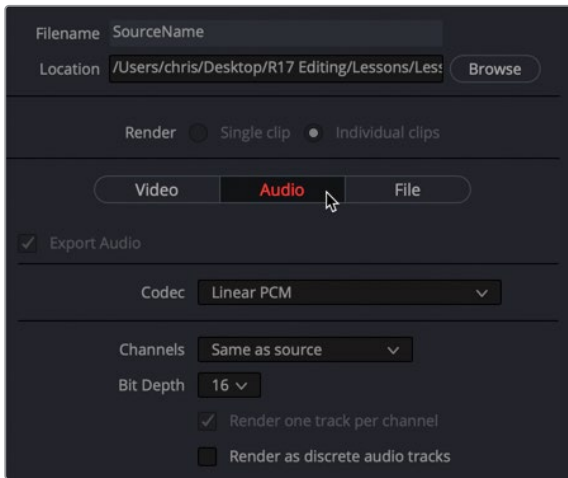 Filename SourceName
Location /Users/chris/Desktop/R17 Editing/Lessons/Less Browse
Render Single clip Individual clips
Video Audio File
Export Audio
Codec Linear PCM
Channels Same as source
Bit Depth 16
Render one track per channel
Render as discrete audio tracks